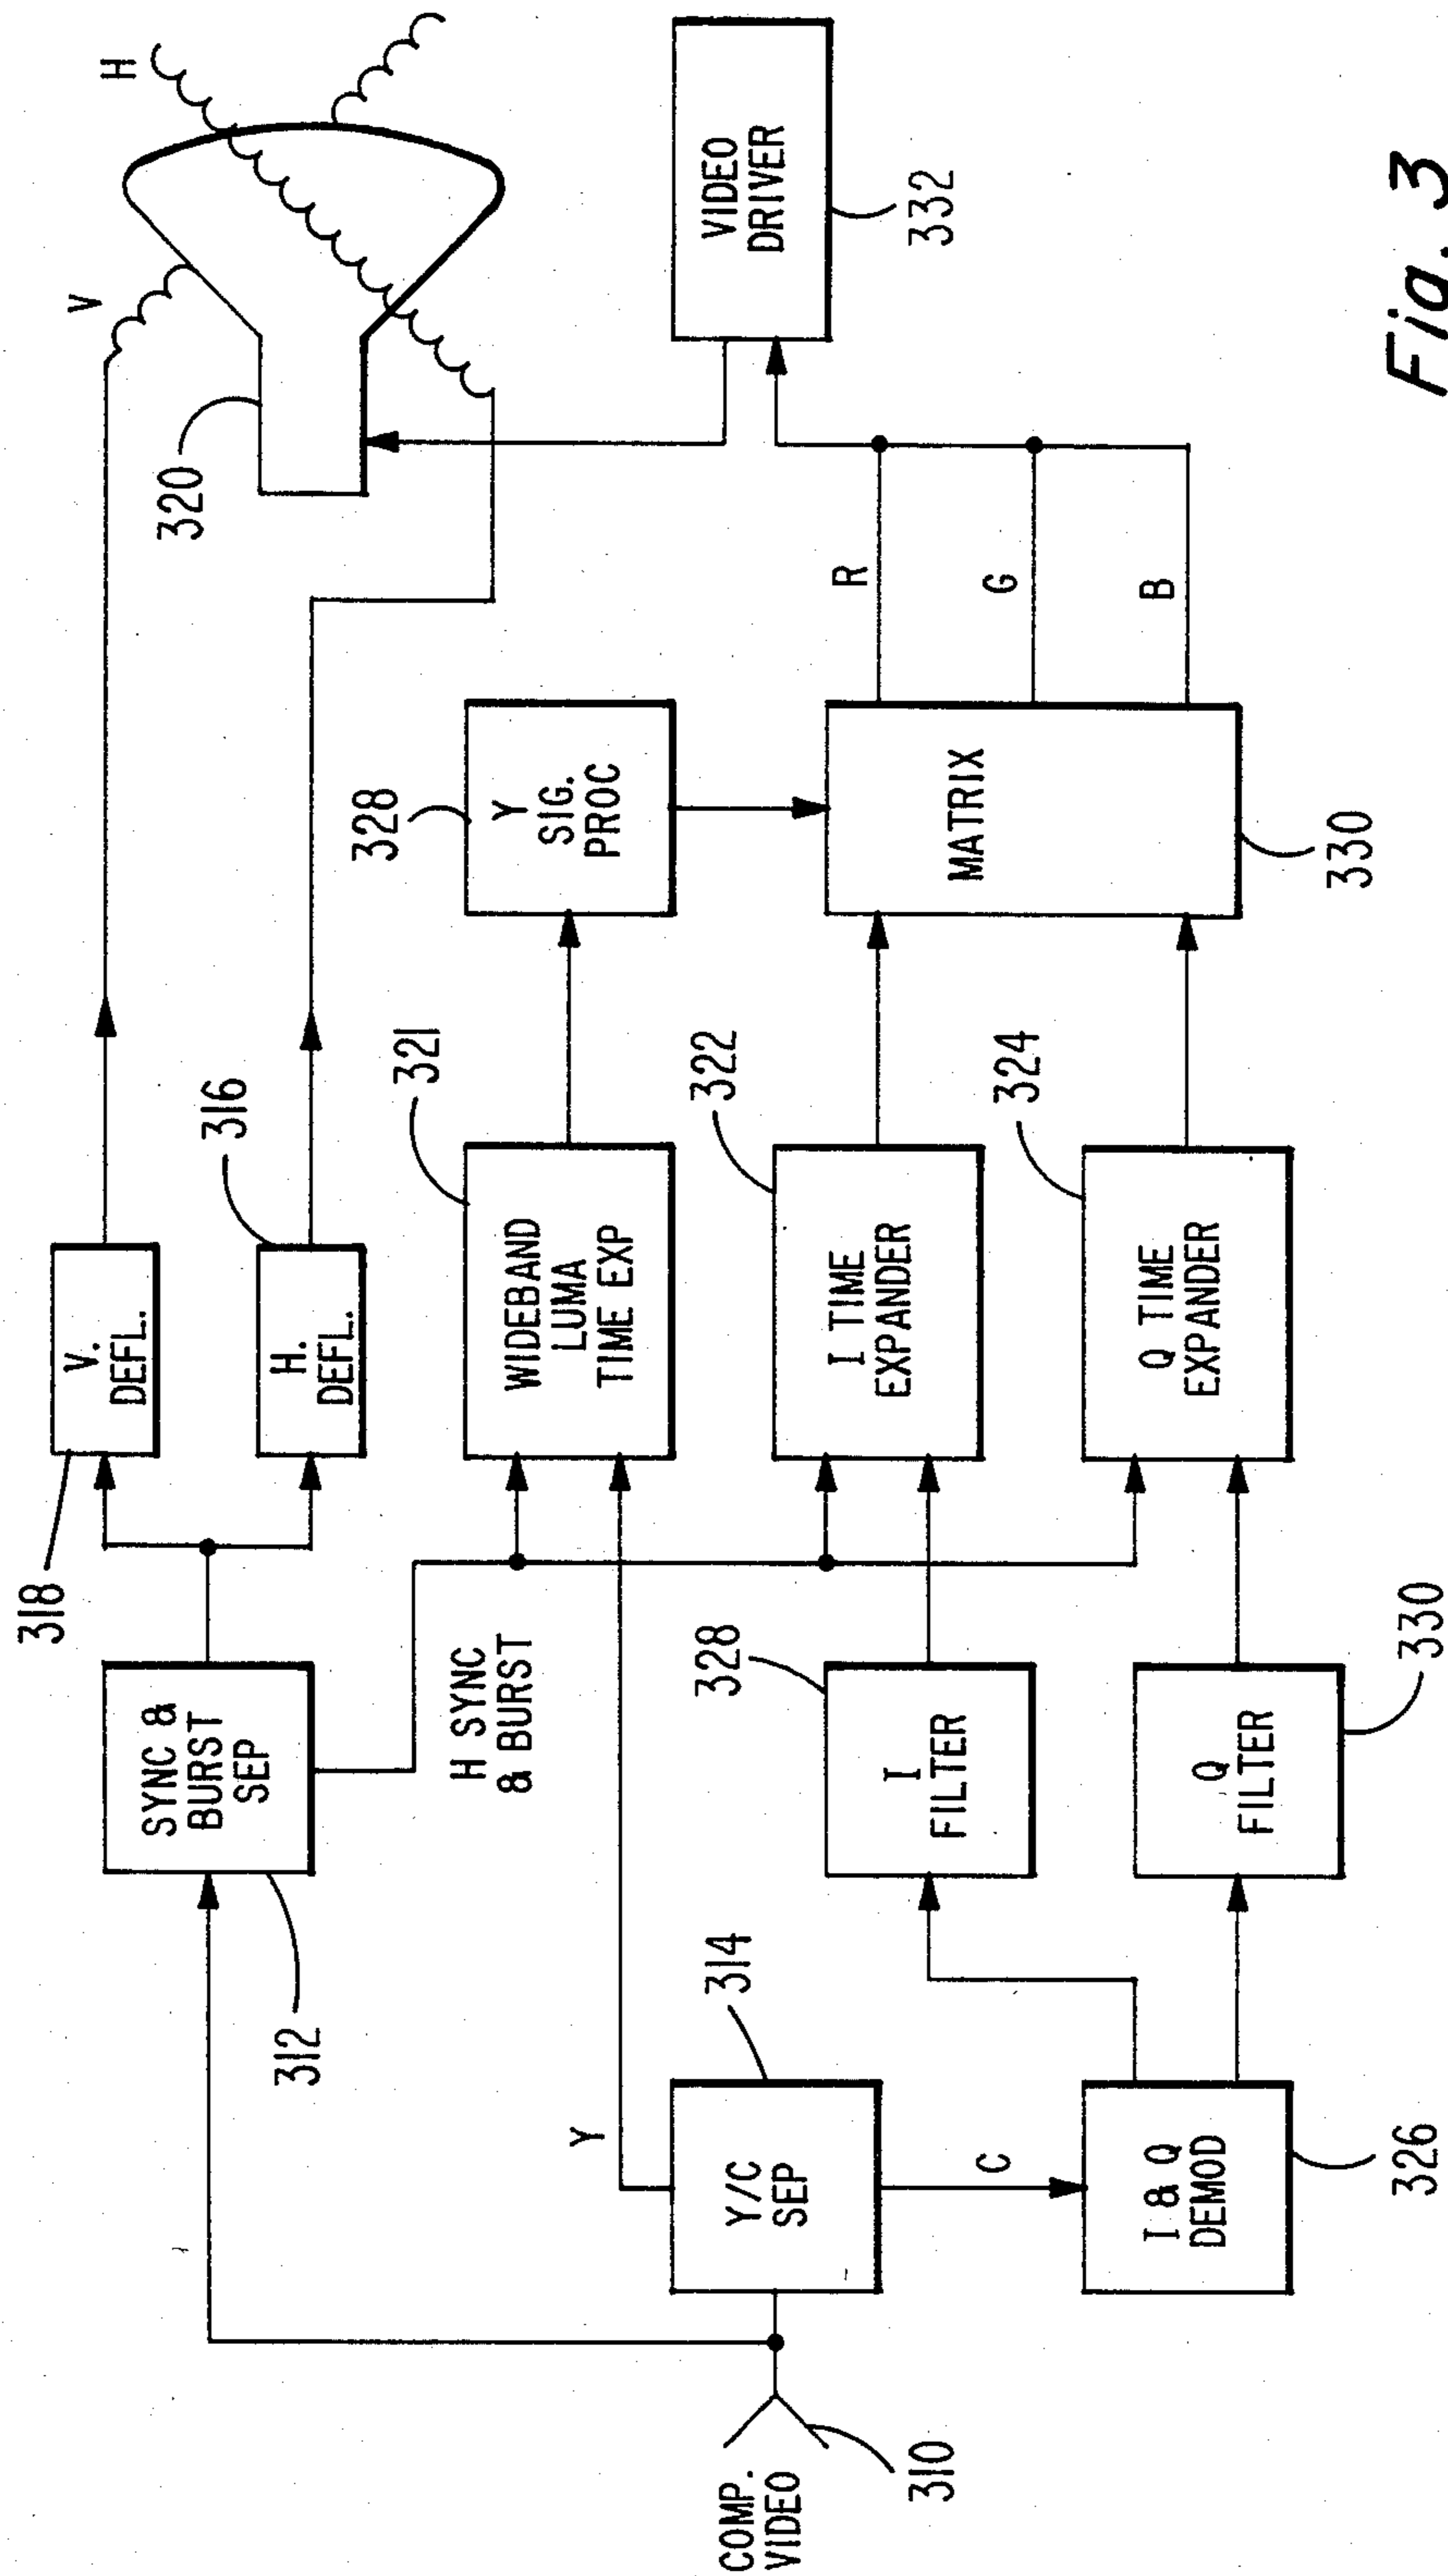 COMP.
VIDEO
310
SYNC &
BURST
SEP
312
Y/C
SEP
314
Y
C
I & Q
DEMOD
326
H SYNC
& BURST
I
FILTER
328
Q
FILTER
330
V.
DEFL.
318
H.
DEFL.
316
WIDEBAND
LUMA
TIME EXP
321
I TIME
EXPANDER
322
Q TIME
EXPANDER
324
Y
SIG.
PROC
328
MATRIX
330
R
G
B
320
V
H
VIDEO
DRIVER
332
Fig. 3